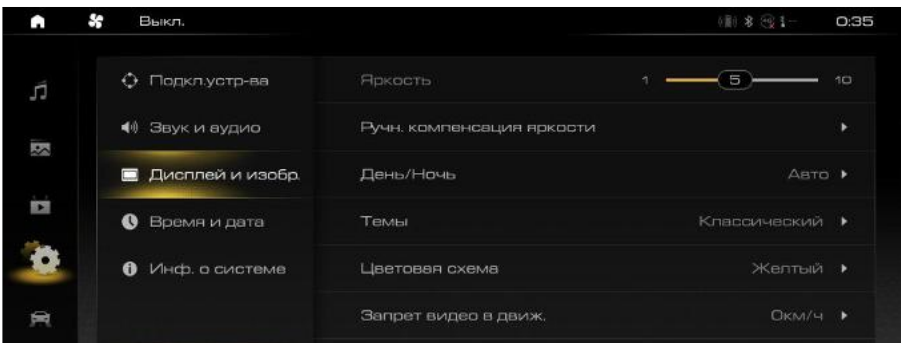 Выкл.
0:35
Подкл.устр-ва
Яркость 1 5 10
Звук и аудио
Ручн. компенсация яркости
Дисплей и изобр.
День/Ночь Авто
Время и дата
Темы Классический
Инф. о системе
Цветовая схема Желтый
Запрет видео в движ. 0км/ч